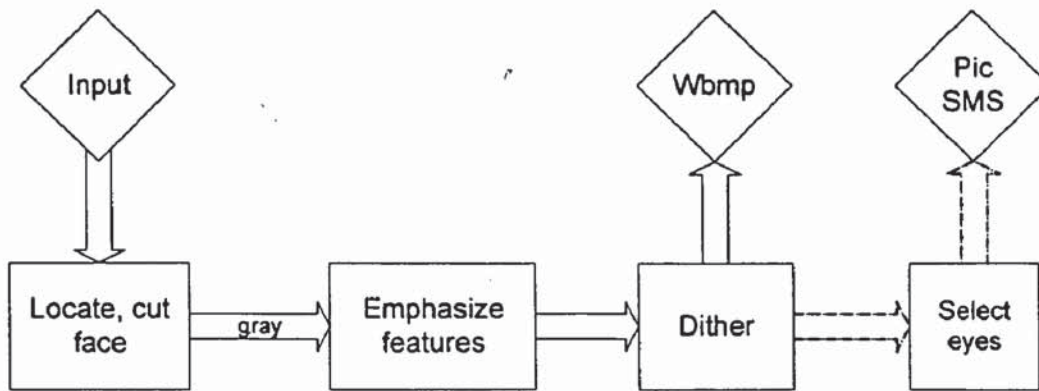 Input
Wbmp
Pic
SMS
Locate, cut
face
gray
Emphasize
features
Dither
Select
eyes